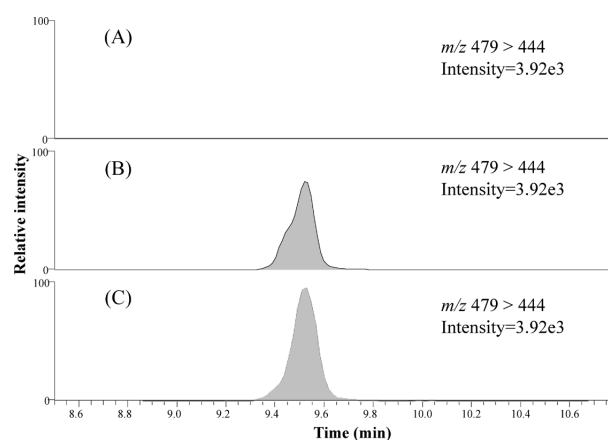 100
(A)
m/z 479 > 444
Intensity=3.92e3
0
100
(B)
m/z 479 > 444
Intensity=3.92e3
0
100
(C)
m/z 479 > 444
Intensity=3.92e3
0
Relative intensity
8.6 8.8 9.0 9.2 9.4 9.6 9.8 10.0 10.2 10.4 10.6
Time (min)